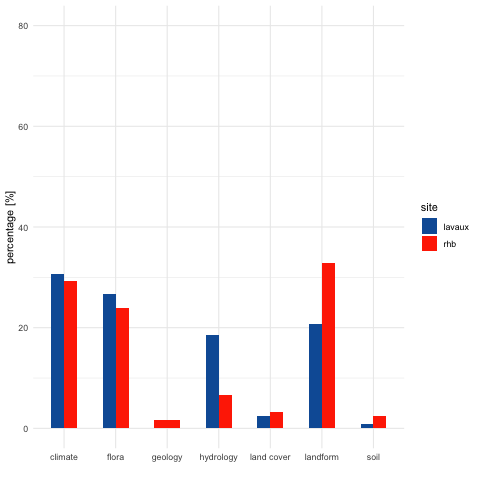 80
60
40
20
0
percentage [%]
climate
flora
geology
hydrology
land cover
landform
soil
site
lavaux
rhb